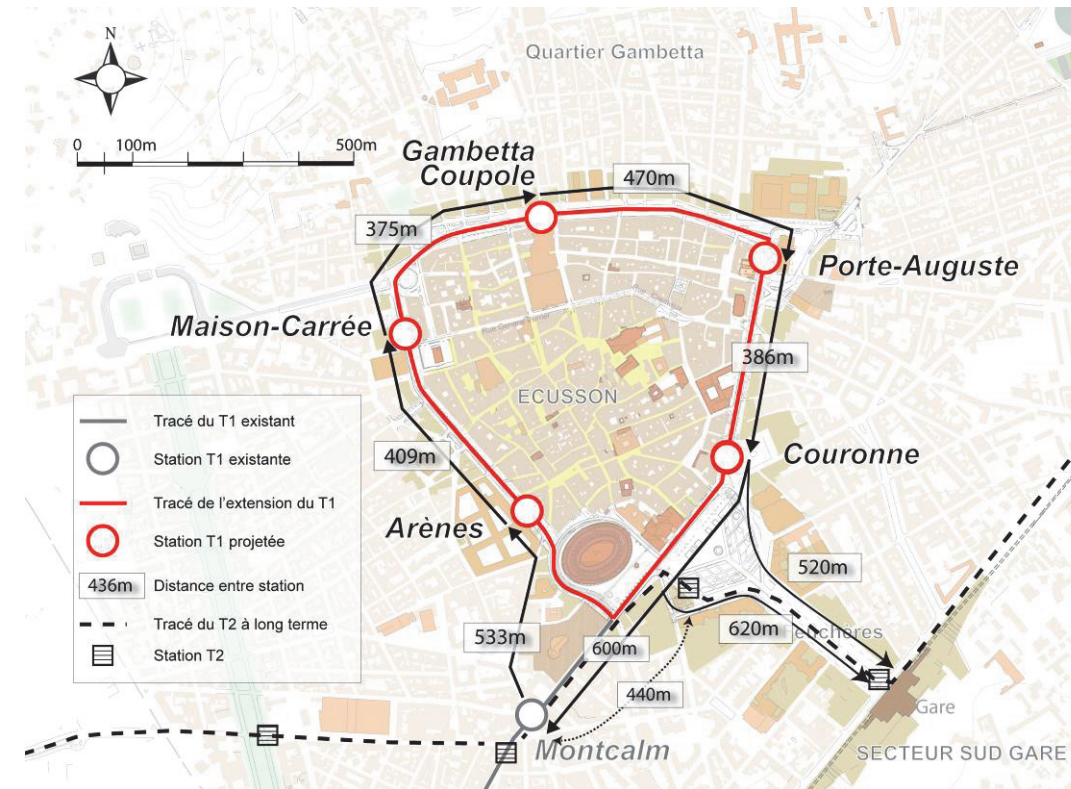 N
Quartier Gambetta
0 100m 500m
Gambetta
Coupole
470m
375m
Porte-Auguste
Maison-Carrée
386m
ECUSSON
Tracé du T1 existant
Station T1 existante
409m
Couronne
Tracé de l'extension du T1
Arènes
Station T1 projetée
436m Distance entre station
520m
Tracé du T2 à long terme
533m
620m
600m
Station T2
440m
Gare
Montcalm
SECTEUR SUD GARE